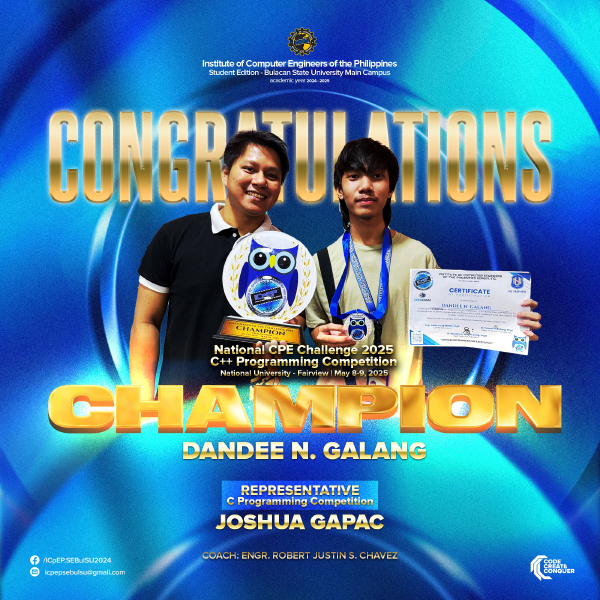 Institute of Computer Engineers of the Philippines
Student Edition - Bulacan State University Main Campus
academic year 2024 - 2025
CONGRATULATIONS
CHAMPION
CERTIFICATE
DANDEE N. GALANG
National CPE Challenge 2025
C++ Programming Competition
National University - Fairview | May 8-9, 2025
CHAMPION
DANDEE N. GALANG
REPRESENTATIVE
C Programming Competition
JOSHUA GAPAC
COACH: ENGR. ROBERT JUSTIN S. CHAVEZ
/ICpEP.SEBulSU2024
icpepsebulsu@gmail.com
CODE
CREATE
CONQUER